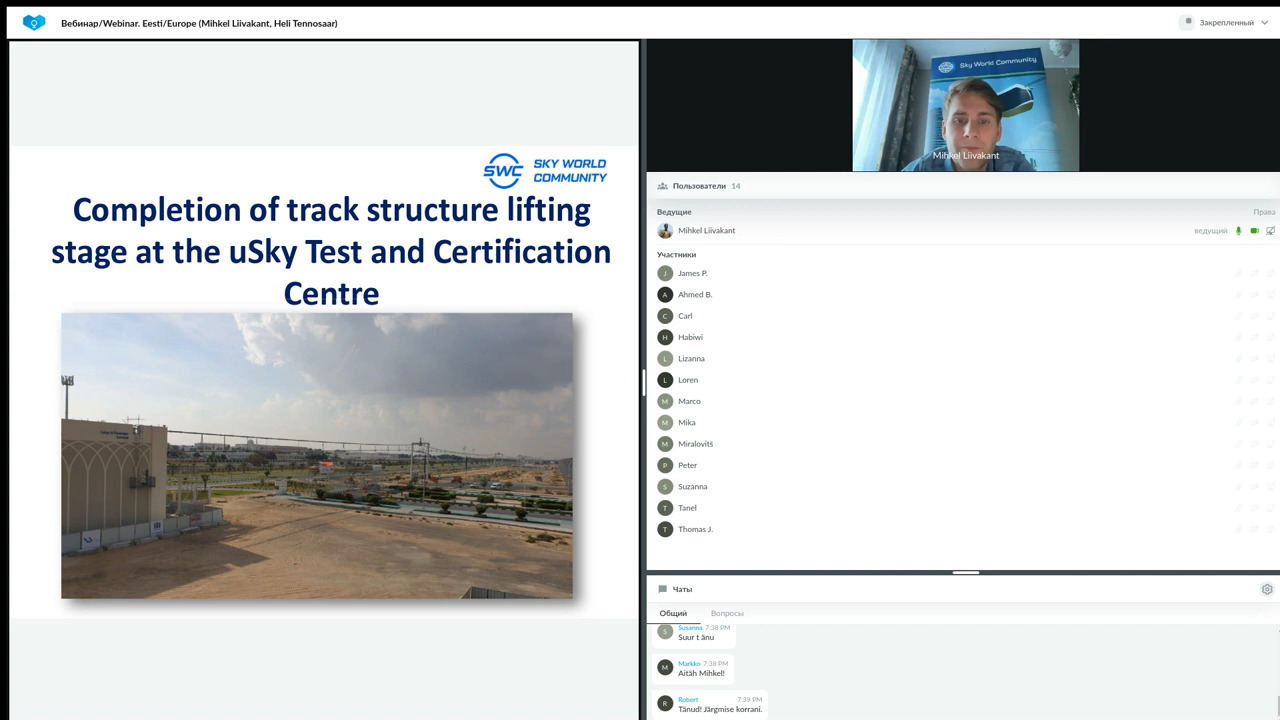 Вебинар/Webinar. Eesti/Europe (Mihkel Liivakant, Heli Tennosaar)
Закрепленный
SWC SKY WORLD
COMMUNITY
Completion of track structure lifting
stage at the uSky Test and Certification
Centre
Sky World Community
Mihkel Liivakant
Пользователи 14
Ведущие Права
Mihkel Liivakant ведущий
Участники
J James P.
A Ahmed B.
C Carl
H Habiwi
L Lizanna
L Loren
M Marco
M Mika
M Miralovitš
P Peter
S Suzanna
T Tanel
T Thomas J.
Чаты
Общий Вопросы
S Susanna 7:38 PM
Suur t änu
M Markko 7:38 PM
Aitäh Mihkel!
R Robert 7:39 PM
Tänud! Järgmise korrani.